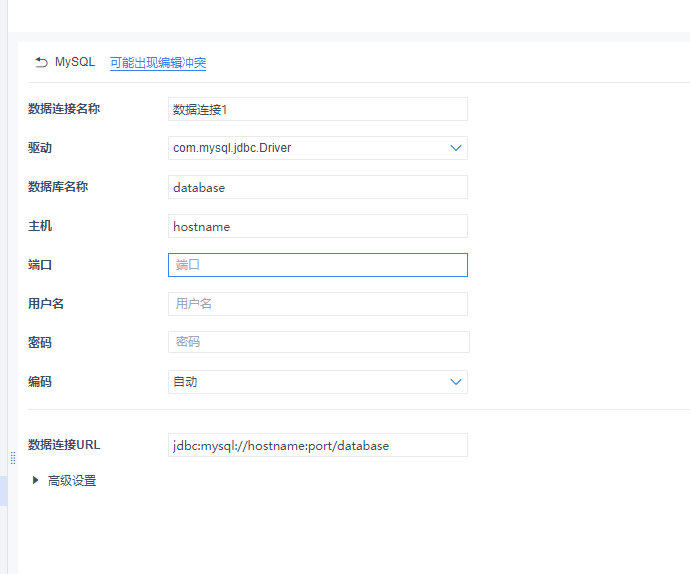 MySQL 可能出现编辑冲突
数据连接名称 数据连接1
驱动 com.mysql.jdbc.Driver
数据库名称 database
主机 hostname
端口 端口
用户名 用户名
密码 密码
编码 自动
数据连接URL jdbc:mysql://hostname:port/database
高级设置